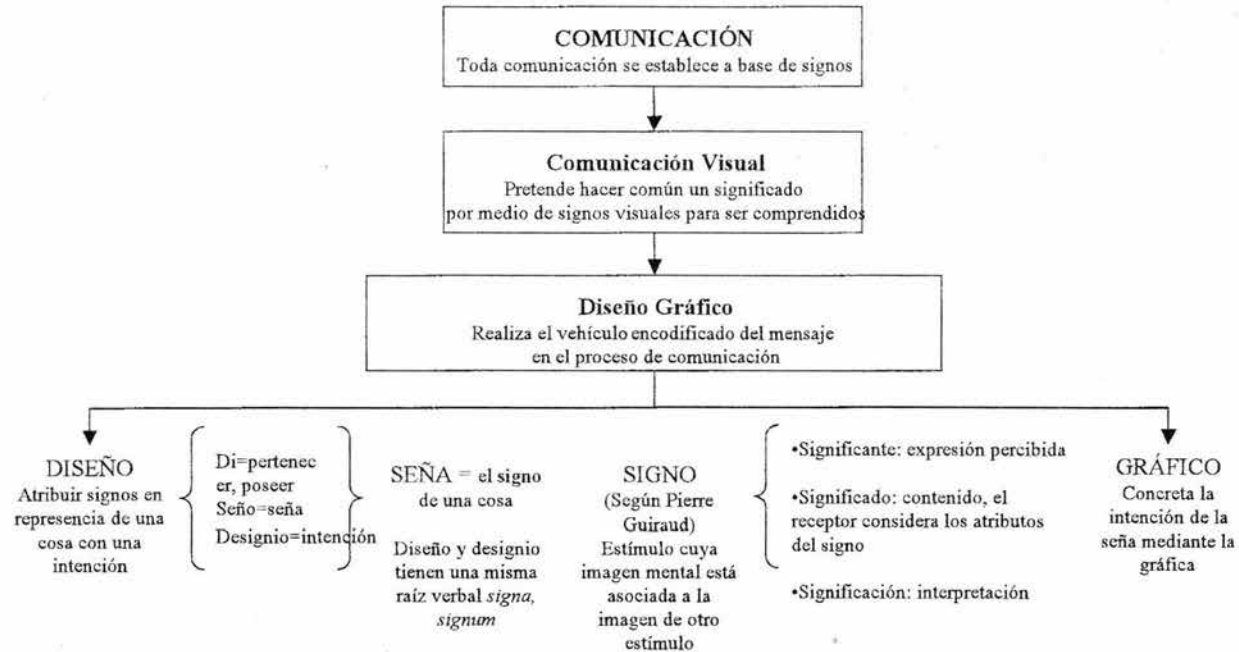 COMUNICACIÓN
Toda comunicación se establece a base de signos
Comunicación Visual
Pretende hacer común un significado
por medio de signos visuales para ser comprendidos
Diseño Gráfico
Realiza el vehículo encodificado del mensaje
en el proceso de comunicación
DISEÑO
Atribuir signos en
represencia de una
cosa con una
intención
Di=pertenec
er, poseer
Seño=seña
Designio=intención
SEÑA = el signo
de una cosa
Diseño y designio
tienen una misma
raíz verbal signa,
signum
SIGNO
(Según Pierre
Guiraud)
Estímulo cuya
imagen mental está
asociada a la
imagen de otro
estímulo
•Significante: expresión percibida
•Significado: contenido, el
receptor considera los atributos
del signo
•Significación: interpretación
GRÁFICO
Concreta la
intención de la
seña mediante la
gráfica